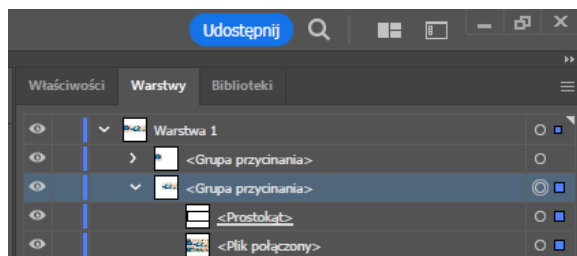 Udostępnij
Właściwości Warstwy Biblioteki
Warstwa 1
<Grupa przycinania>
<Grupa przycinania>
<Prostokąt>
<Plik połączony>